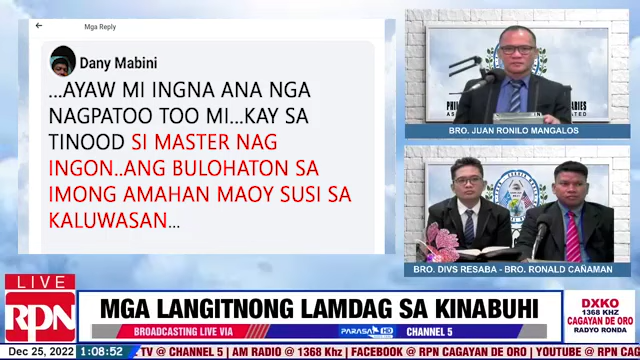 Mga Reply
Dany Mabini
...AYAW MI INGNA ANA NGA
NAGPATOO TOO MI...KAY SA
TINOOD SI MASTER NAG
INGON..ANG BULOHATON SA
IMONG AMAHAN MAOY SUSI SA
KALUWASAN...
BRO. JUAN RONILO MANGALOS
BRO. DIVS RESABA - BRO. RONALD CAÑAMAN
LIVE
RPN
MGA LANGITNONG LAMDAG SA KINABUHI
BROADCASTING LIVE VIA
PARASA HD
CHANNEL 5
DXKO
1368 KHz
CAGAYAN DE ORO
RADYO RONDA
Dec 25, 2022
1:08:52
TV @ CHANNEL 5 | AM RADIO @ 1368 Khz | FACEBOOK @ RPN CAGAYAN DE ORO | YOUTUBE @ RPN CAG